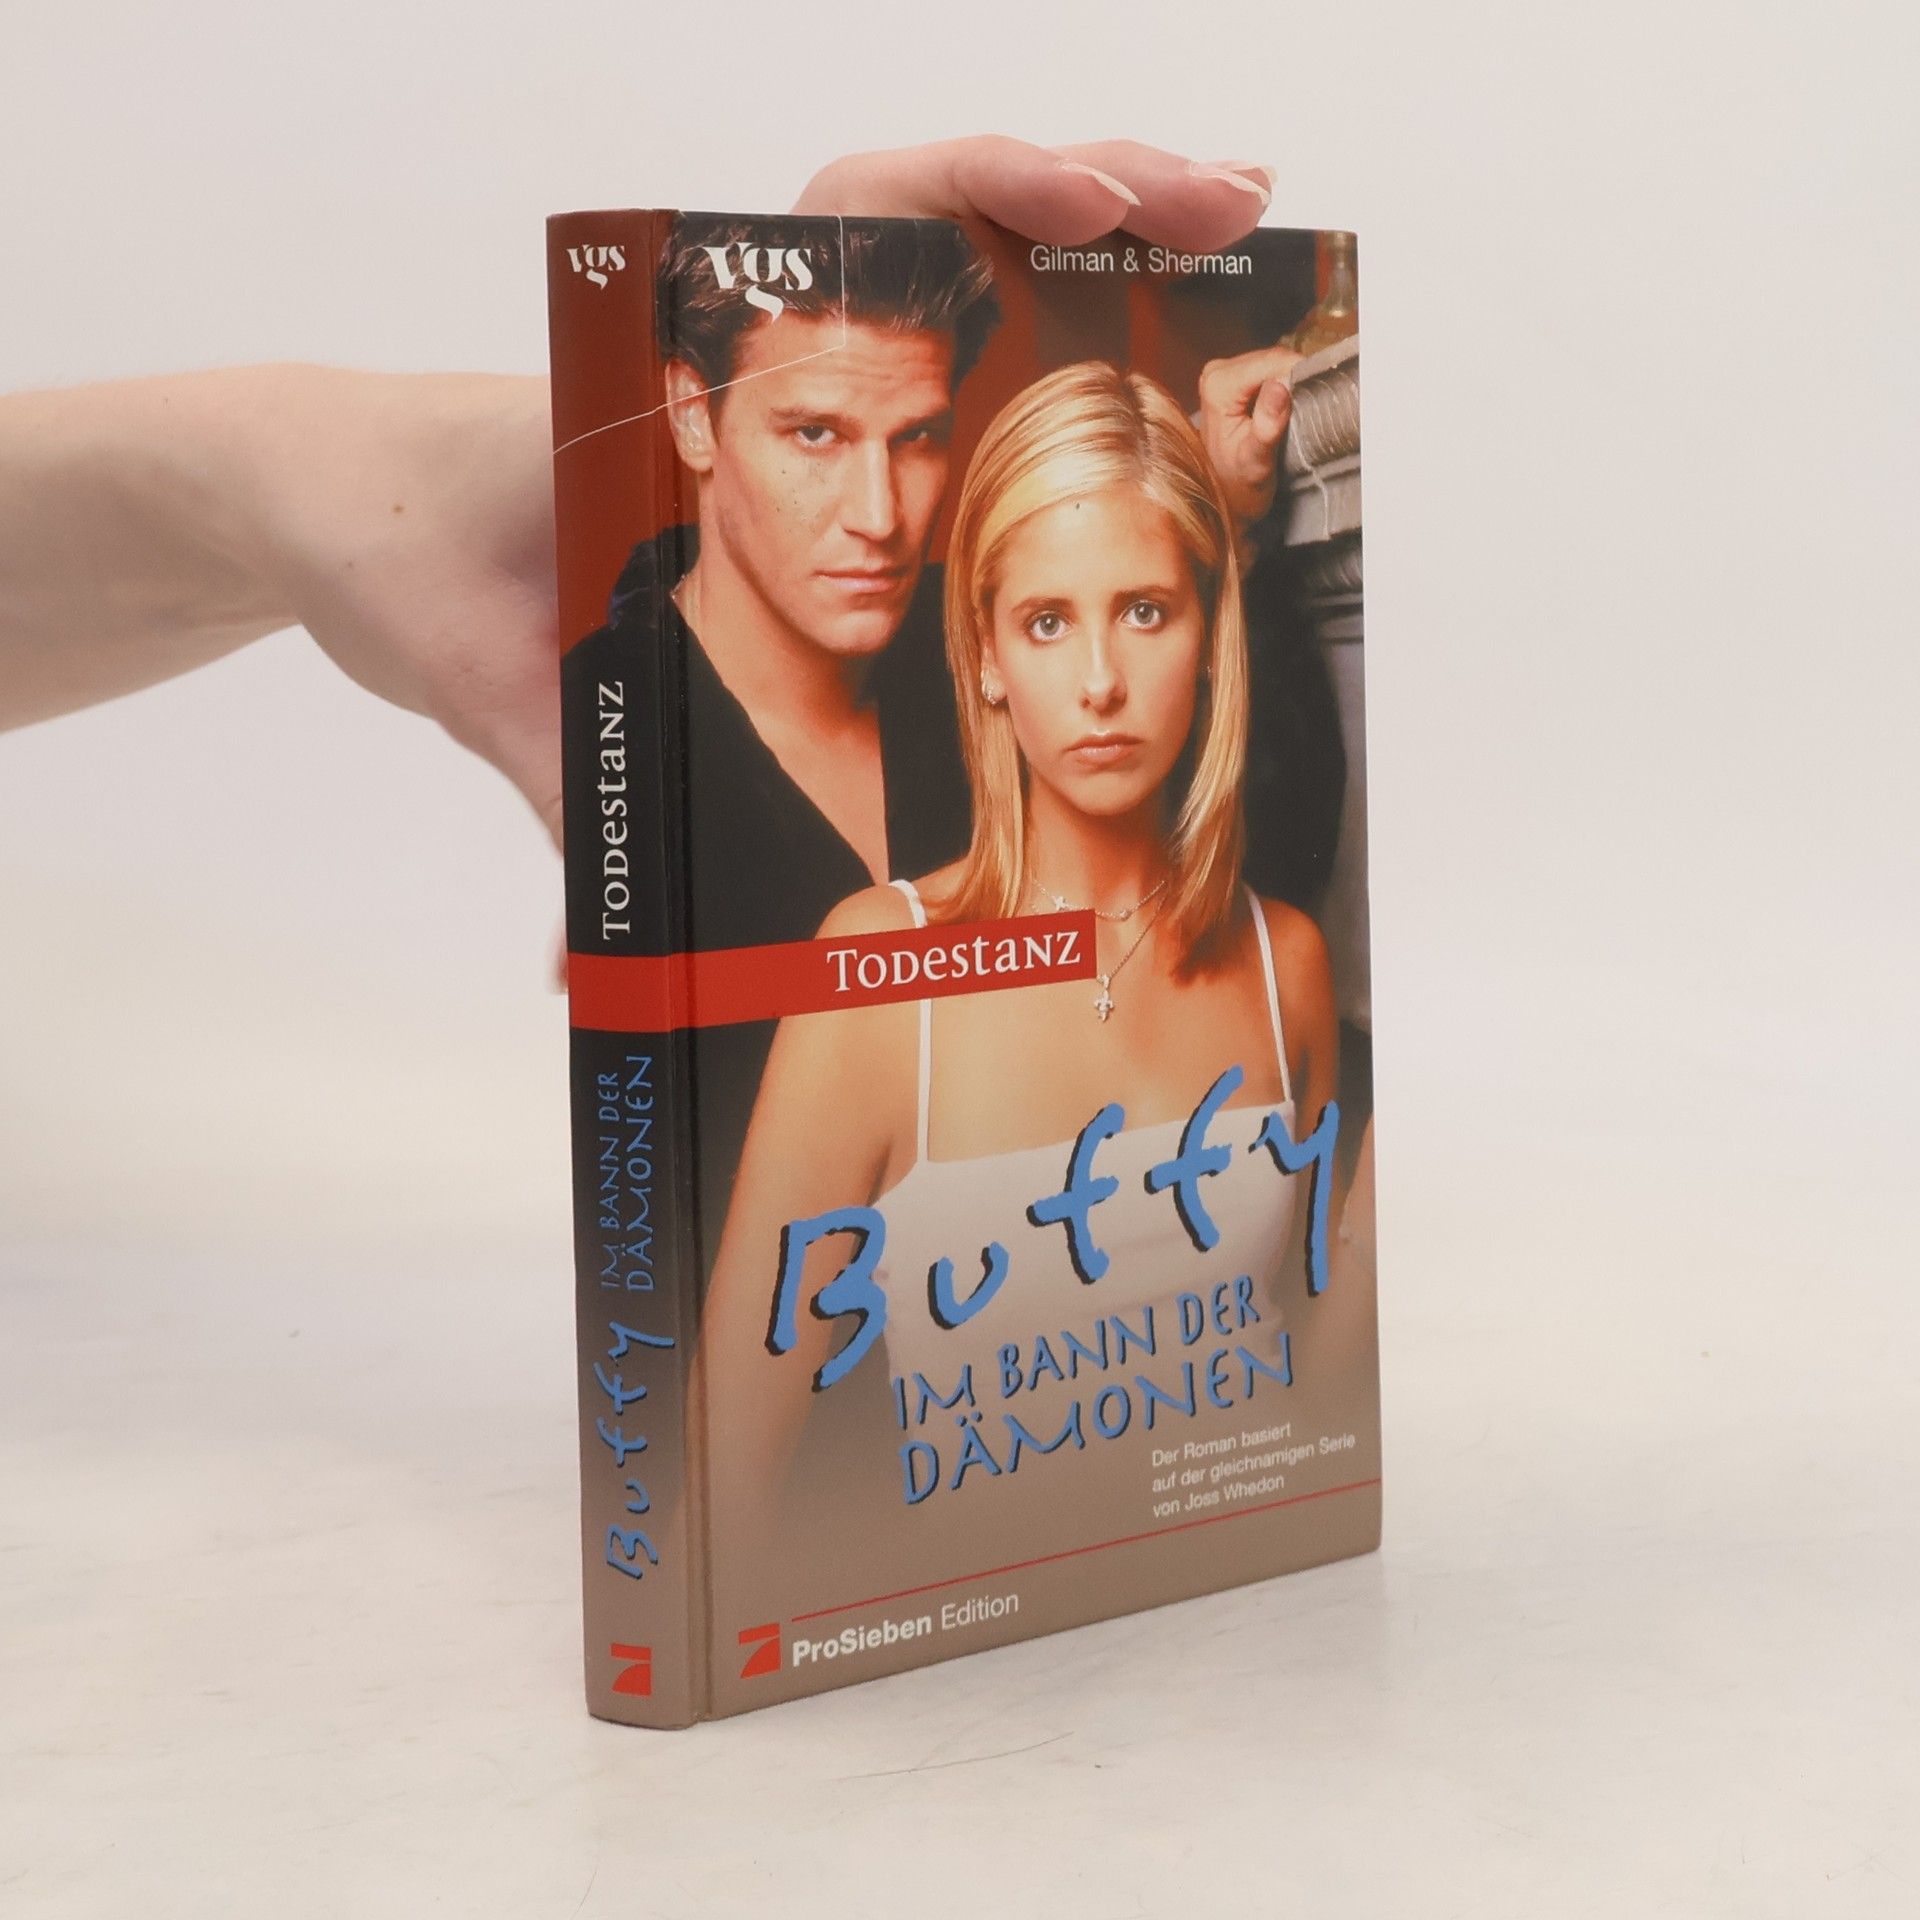 vgs
Todestanz
Buffy
IM BANN DER
DÄMONEN
vgs
Gilman & Sherman
Todestanz
Buffy
IM BANN DER
DÄMONEN
Der Roman basiert
auf der gleichnamigen Serie
von Joss Whedon
ProSieben Edition